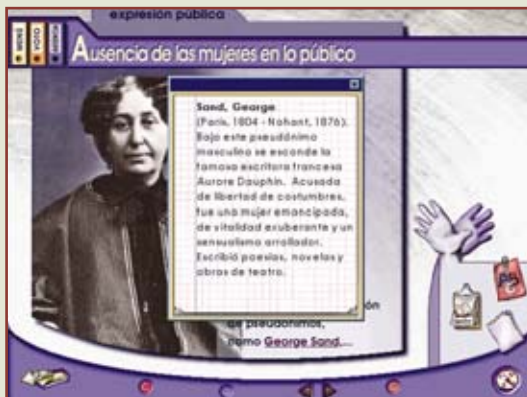 expresión pública
Ausencia de las mujeres en lo público
Sand, George
(París, 1804 - Nohant, 1876).
Bajo este pseudónimo
masculino se esconde la
famosa escritora francesa
Aurore Dauphin. Acusada
de libertad de costumbres,
fue una mujer emancipada,
de vitalidad exuberante y un
sensualismo arrollador.
Escribió poesías, novelas y
obras de teatro.
de pseudónimos,
como George Sand....